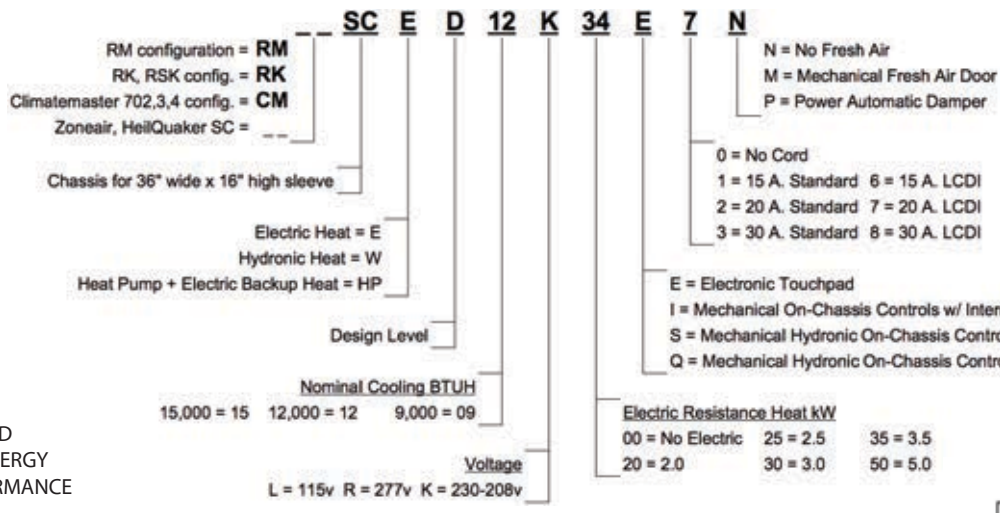 __ SC E D 12 K 34 E 7 N
RM configuration = RM
RK, RSK config. = RK
Climatemaster 702,3,4 config. = CM
Zoneair, HeilQuaker SC = __
Chassis for 36" wide x 16" high sleeve
Electric Heat = E
Hydronic Heat = W
Heat Pump + Electric Backup Heat = HP
Design Level
Nominal Cooling BTUH
15,000 = 15 12,000 = 12 9,000 = 09
Voltage
L = 115v R = 277v K = 230-208v
N = No Fresh Air
M = Mechanical Fresh Air Door
P = Power Automatic Damper
0 = No Cord
1 = 15 A. Standard 6 = 15 A. LCDI
2 = 20 A. Standard 7 = 20 A. LCDI
3 = 30 A. Standard 8 = 30 A. LCDI
E = Electronic Touchpad
I = Mechanical On-Chassis Controls w/
S = Mechanical Hydronic On-Chassis
Q = Mechanical Hydronic On-Chassis
Electric Resistance Heat kW
00 = No Electric 25 = 2.5 35 = 3.5
20 = 2.0 30 = 3.0 50 = 5.0